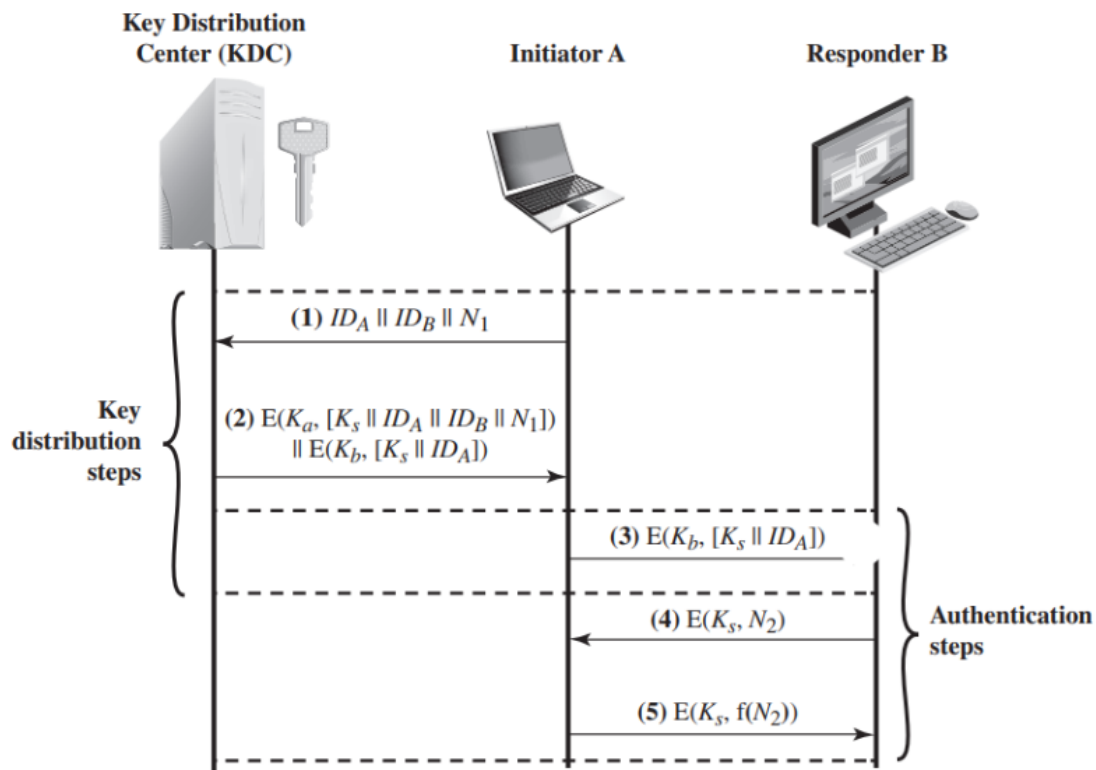 Key Distribution
Center (KDC)
Initiator A
Responder B
(1) ID_A || ID_B || N_1
Key
distribution
steps
(2) E(K_a, [K_s || ID_A || ID_B || N_1])
|| E(K_b, [K_s || ID_A])
(3) E(K_b, [K_s || ID_A])
(4) E(K_s, N_2)
Authentication
steps
(5) E(K_s, f(N_2))